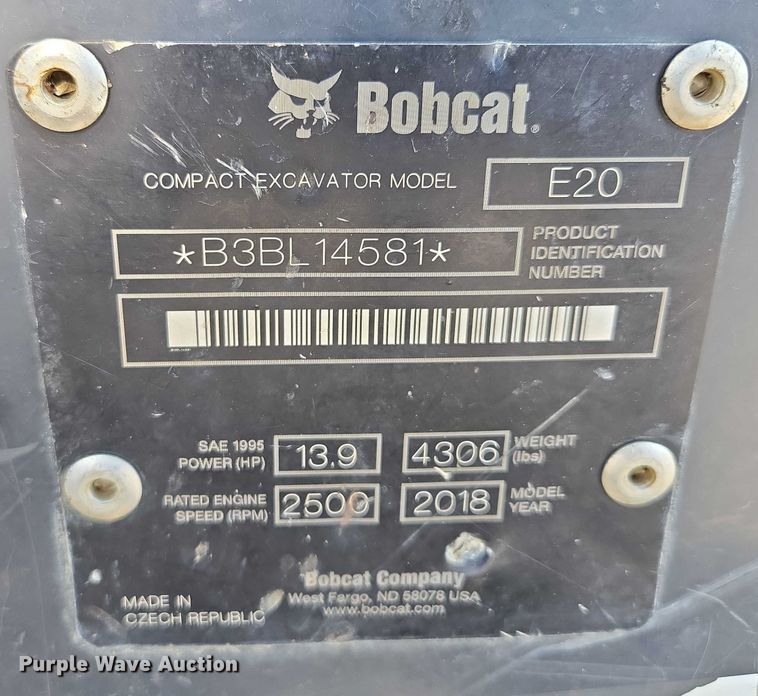 Bobcat®
COMPACT EXCAVATOR MODEL E20
*B3BL14581*
PRODUCT
IDENTIFICATION
NUMBER
SAE 1995
POWER (HP) 13.9
4306 WEIGHT
(lbs)
RATED ENGINE
SPEED (RPM) 2500
2018 MODEL
YEAR
Bobcat Company
West Fargo, ND 58078 USA
www.bobcat.com
MADE IN
CZECH REPUBLIC
Purple Wave Auction